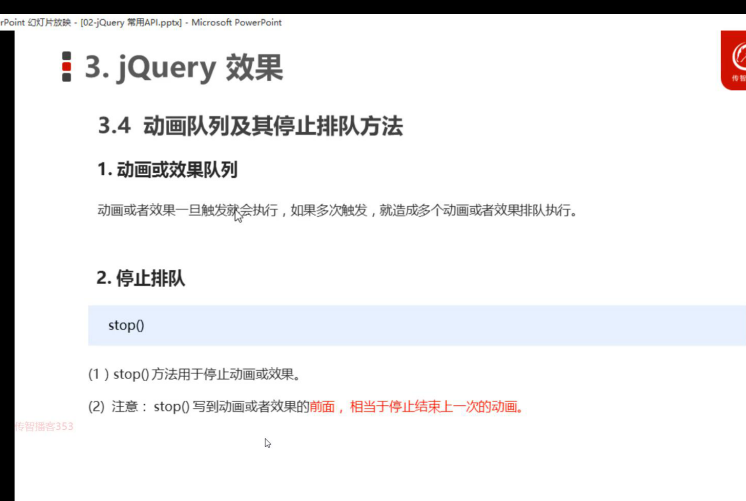 rPoint 幻灯片放映 - [02-jQuery 常用API.pptx] - Microsoft PowerPoint
3. jQuery 效果
传智
3.4 动画队列及其停止排队方法
1. 动画或效果队列
动画或者效果一旦触发就会执行，如果多次触发，就造成多个动画或者效果排队执行。
2. 停止排队
stop()
(1 ) stop() 方法用于停止动画或效果。
(2) 注意： stop() 写到动画或者效果的前面， 相当于停止结束上一次的动画。
传智播客353